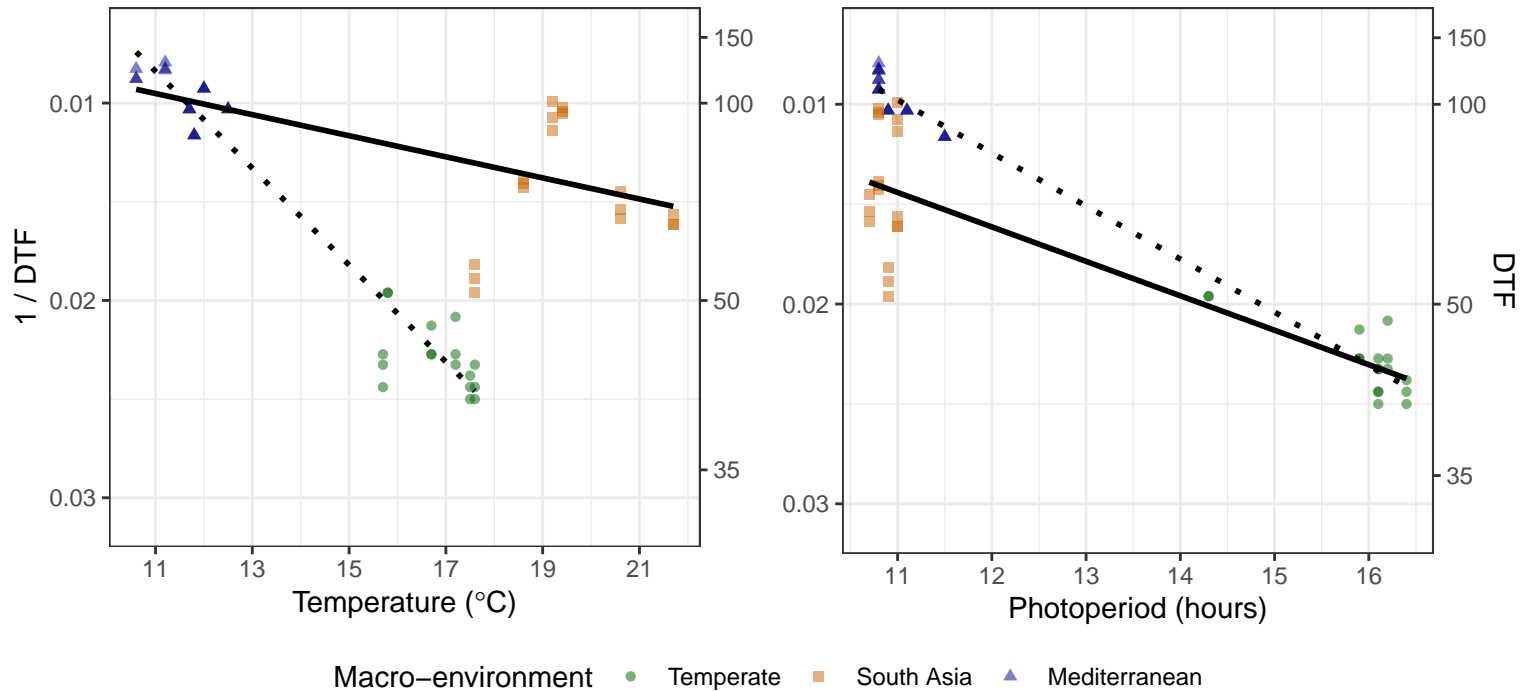 1 / DTF
0.01
0.02
0.03
150
100
50
35
11 13 15 17 19 21
Temperature (°C)
0.01
0.02
0.03
150
100
50
35
DTF
11 12 13 14 15 16
Photoperiod (hours)
Macro−environment Temperate South Asia Mediterranean